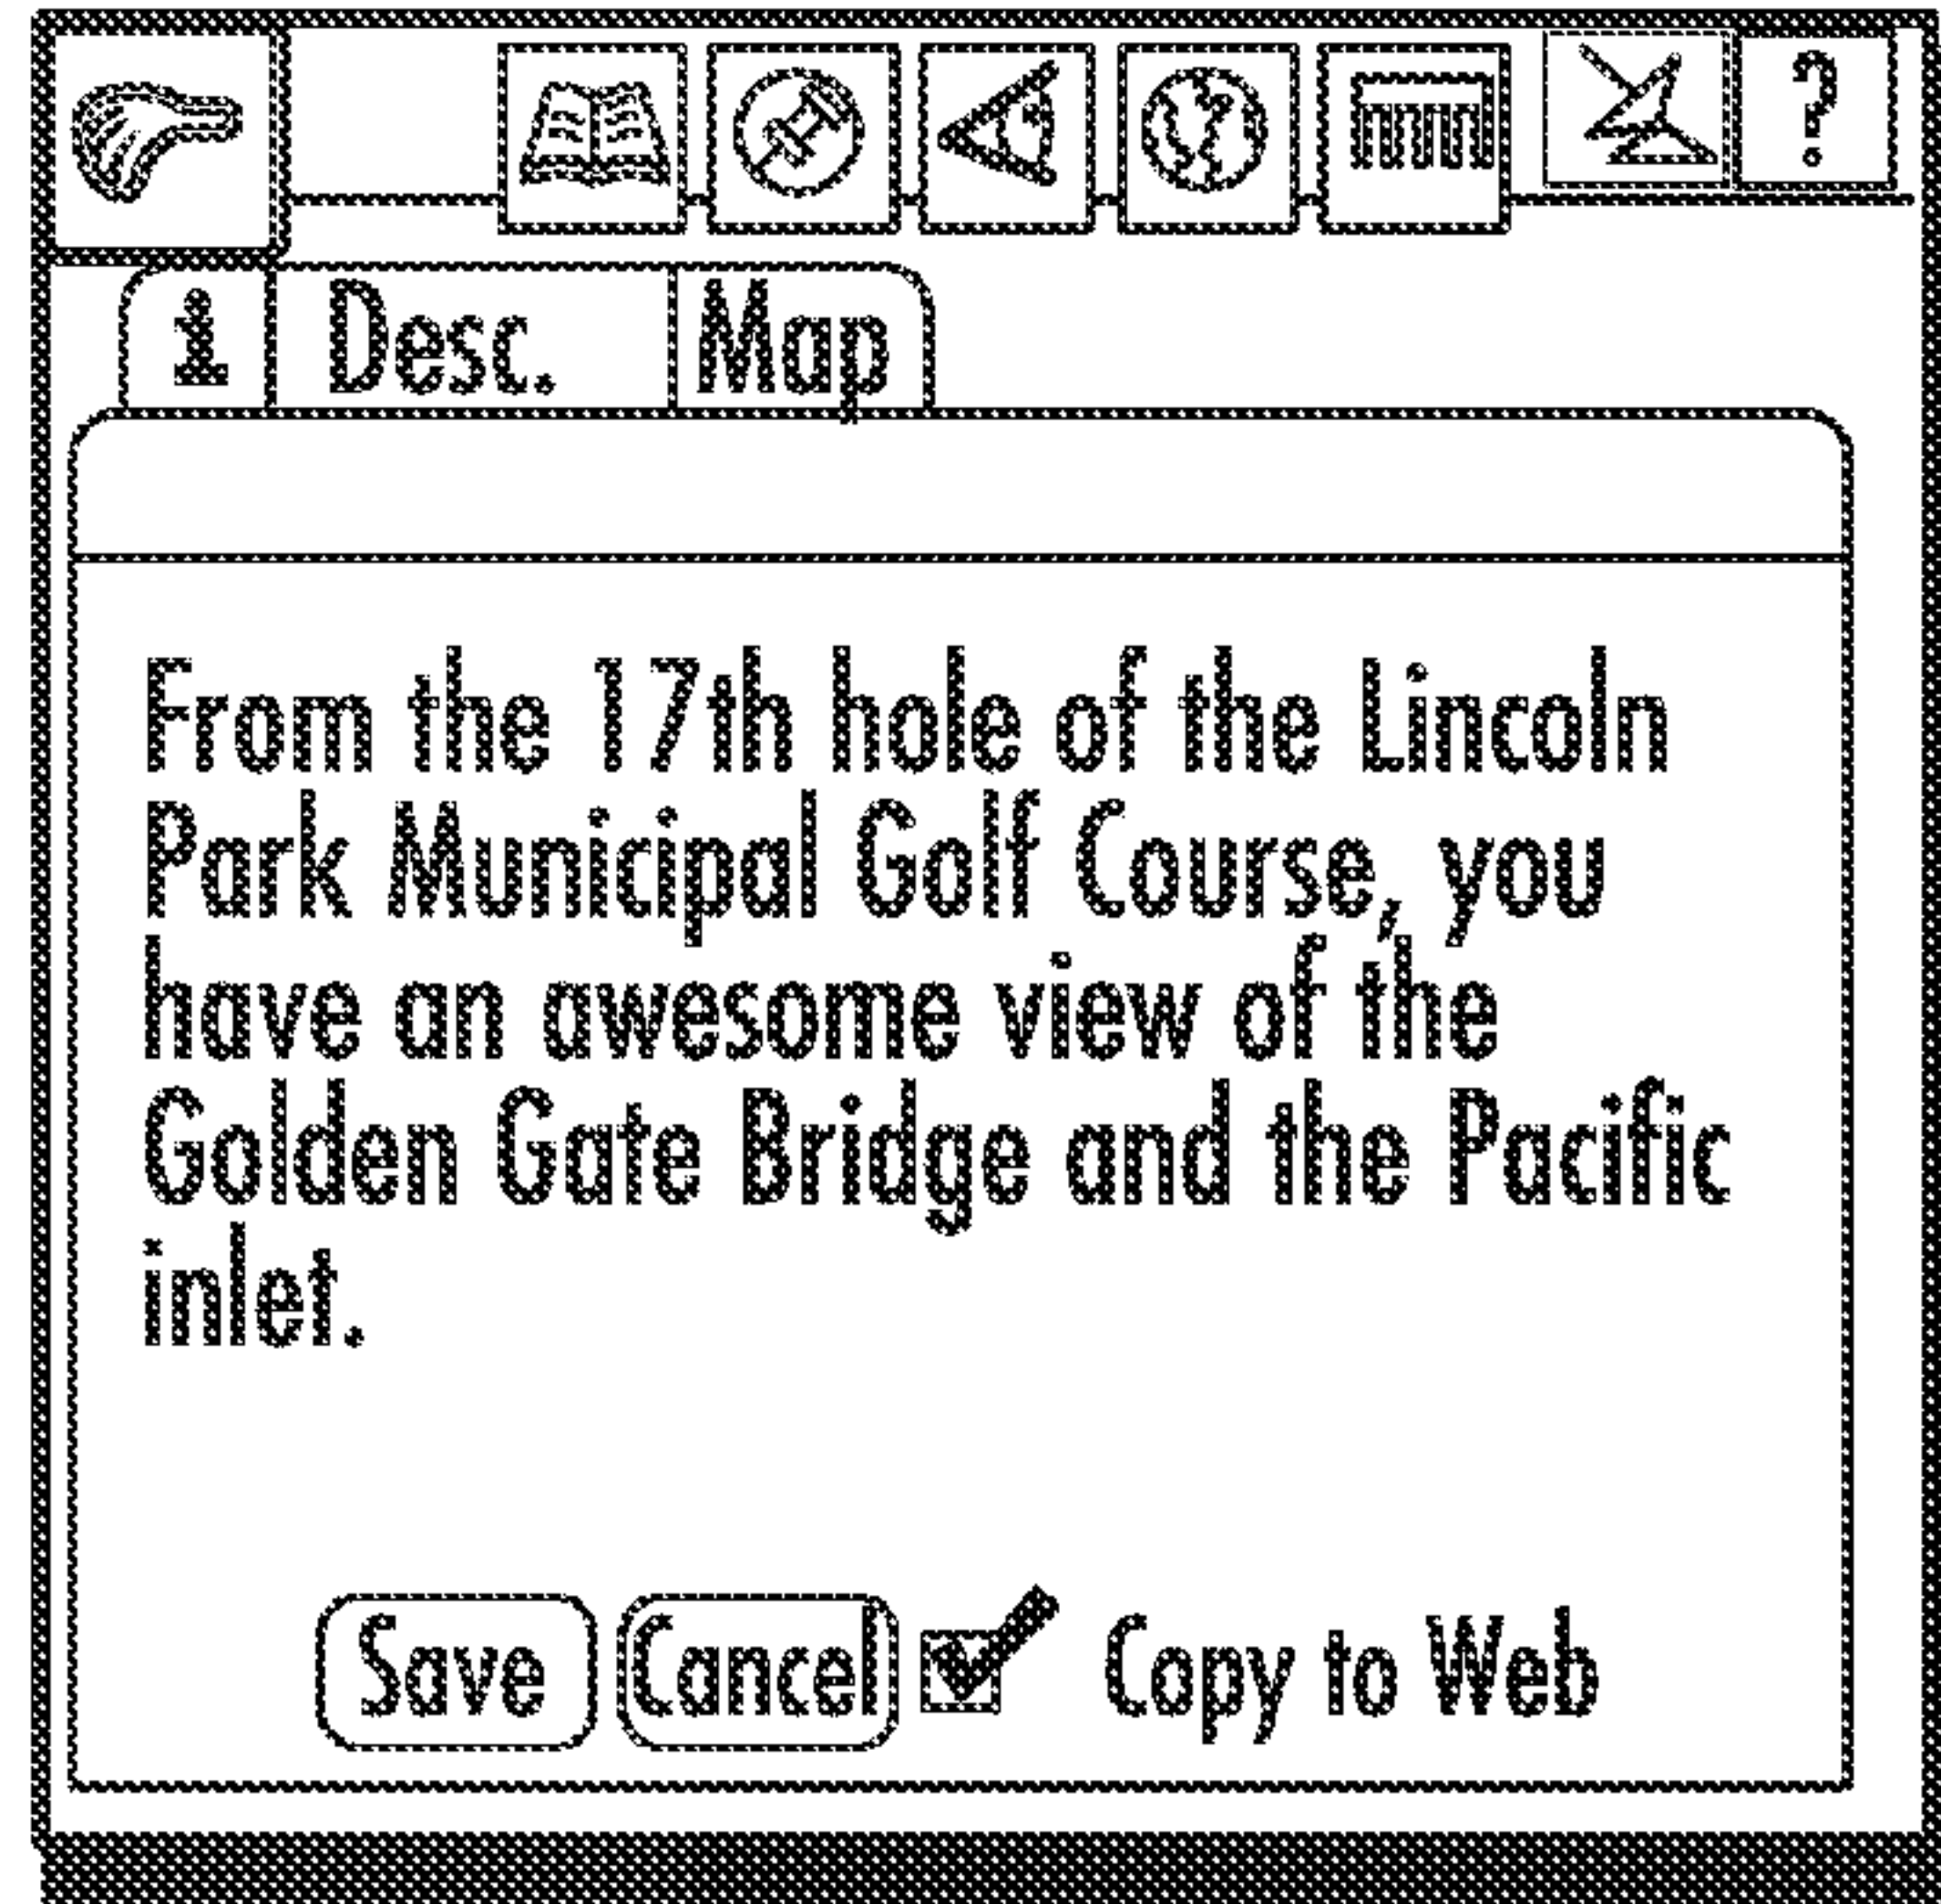 ?
i Desc. Map
From the 17th hole of the Lincoln
Park Municipal Golf Course, you
have an awesome view of the
Golden Gate Bridge and the Pacific
inlet.
Save Cancel Copy to Web